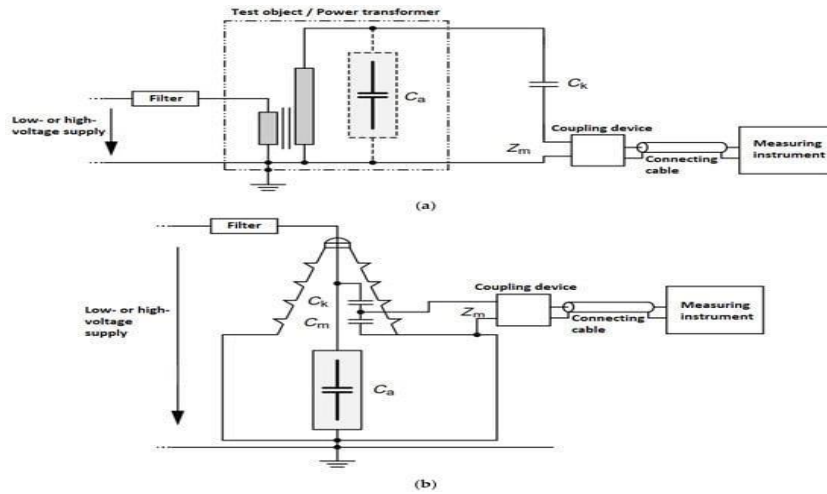 Test object / Power transformer
Filter
Low- or high-
voltage supply
Ca
Ck
Coupling device
Zm
Connecting
cable
Measuring
instrument
(a)
Filter
Low- or high-
voltage
supply
Ck
Cm
Ca
Coupling device
Zm
Connecting
cable
Measuring
instrument
(b)